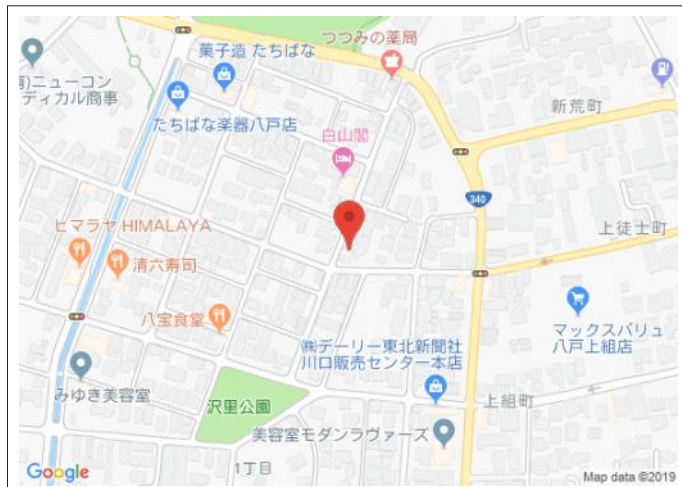 つつみの薬局
菓子造 たちばな
有)ニューコン
ディカル商事
新荒町
たちばな楽器八戸店
白山閣
340
ヒマラヤ HIMALAYA
上徒士町
清六寿司
八宝食堂
㈱デーリー東北新聞社
川口販売センター本店
マックスバリュ
八戸上組店
みゆき美容室
沢里公園
上組町
美容室モダンラヴァーズ
1丁目
Google
Map data ©2019